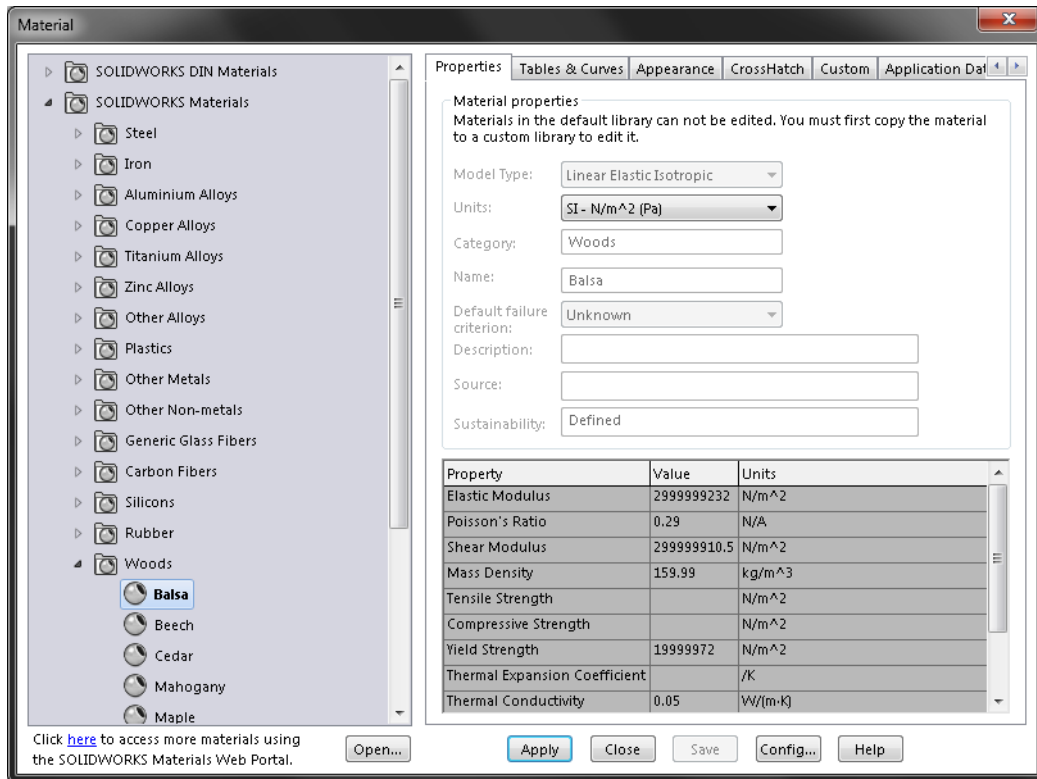 Material
SOLIDWORKS DIN Materials
SOLIDWORKS Materials
Steel
Iron
Aluminium Alloys
Copper Alloys
Titanium Alloys
Zinc Alloys
Other Alloys
Plastics
Other Metals
Other Non-metals
Generic Glass Fibers
Carbon Fibers
Silicons
Rubber
Woods
Balsa
Beech
Cedar
Mahogany
Maple
Click here to access more materials using
the SOLIDWORKS Materials Web Portal.
Open...
Properties Tables & Curves Appearance CrossHatch Custom Application Dat
Material properties
Materials in the default library can not be edited. You must first copy the material
to a custom library to edit it.
Model Type: Linear Elastic Isotropic
Units: SI - N/m^2 (Pa)
Category: Woods
Name: Balsa
Default failure
criterion: Unknown
Description:
Source:
Sustainability: Defined
Property Value Units
Elastic Modulus 2999999232 N/m^2
Poisson's Ratio 0.29 N/A
Shear Modulus 299999910.5 N/m^2
Mass Density 159.99 kg/m^3
Tensile Strength N/m^2
Compressive Strength N/m^2
Yield Strength 19999972 N/m^2
Thermal Expansion Coefficient /K
Thermal Conductivity 0.05 W/(m·K)
Apply Close Save Config... Help